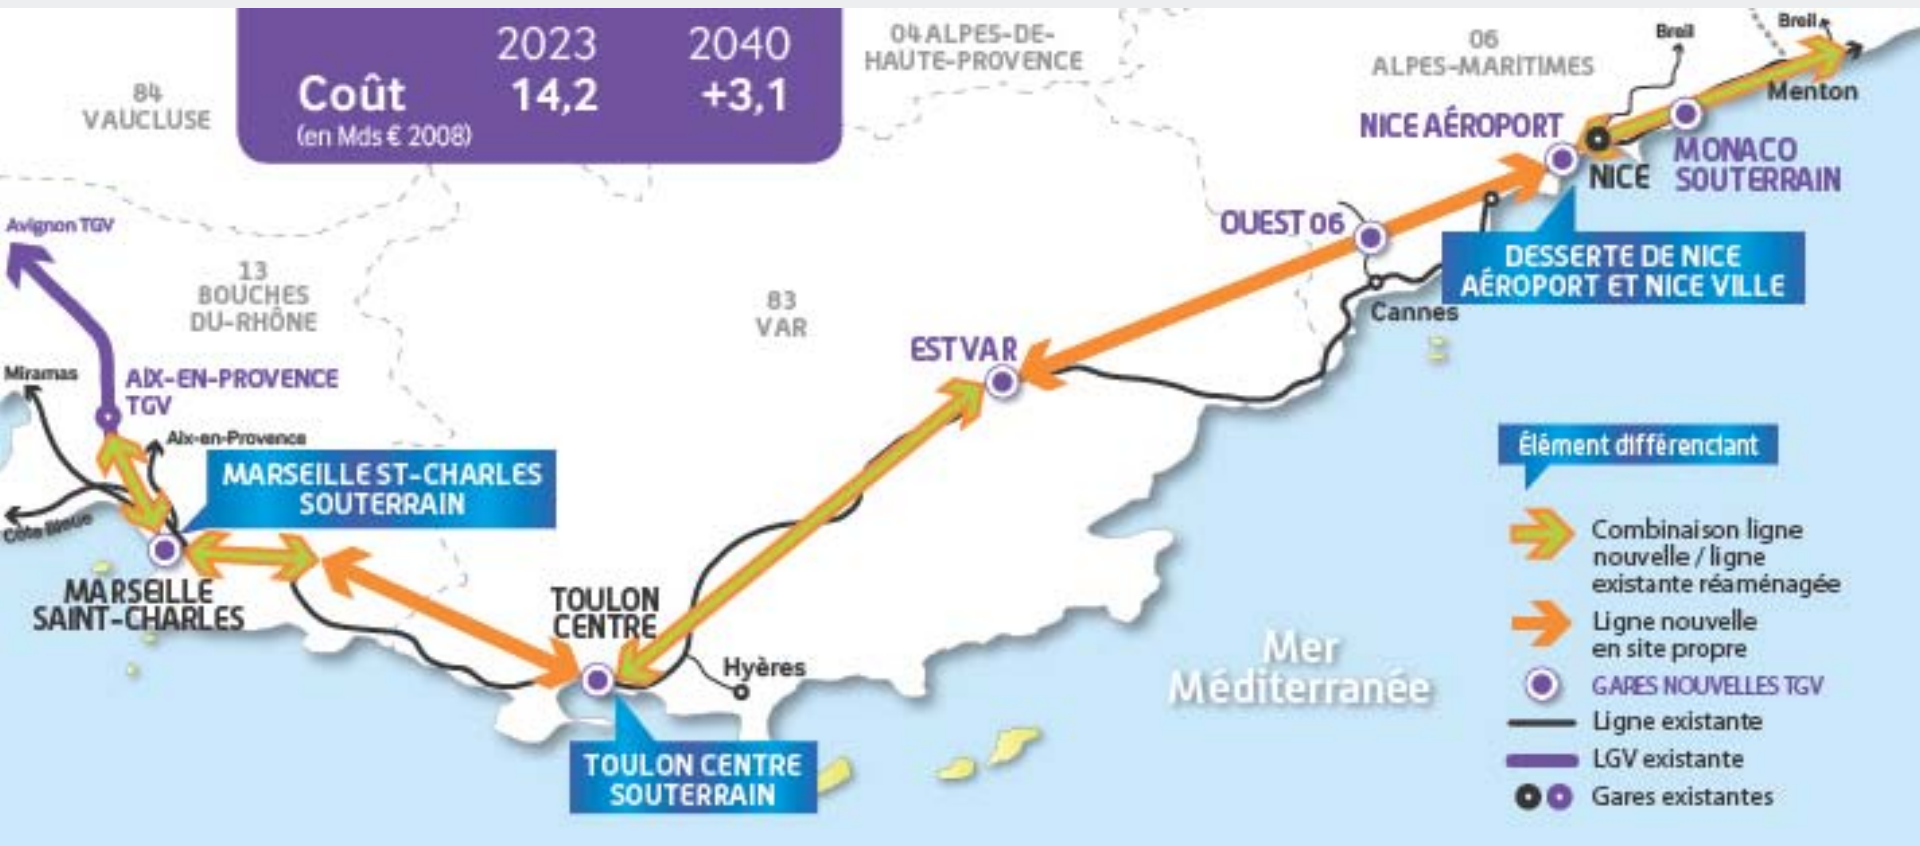 2023 2040
Coût 14,2 +3,1
(en Mds € 2008)
04 ALPES-DE-
HAUTE-PROVENCE
06
ALPES-MARITIMES
Breil
Breil
Menton
84
VAUCLUSE
NICE AÉROPORT
NICE
MONACO
SOUTERRAIN
Avignon TGV
OUEST 06
DESSERTE DE NICE
AÉROPORT ET NICE VILLE
13
BOUCHES
DU-RHÔNE
83
VAR
Cannes
EST VAR
Miramas
AIX-EN-PROVENCE
TGV
Aix-en-Provence
MARSEILLE ST-CHARLES
SOUTERRAIN
Côte Bleue
MARSEILLE
SAINT-CHARLES
TOULON
CENTRE
Hyères
TOULON CENTRE
SOUTERRAIN
Mer
Méditerranée
Élément différenciant
Combinaison ligne
nouvelle / ligne
existante réaménagée
Ligne nouvelle
en site propre
GARES NOUVELLES TGV
Ligne existante
LGV existante
Gares existantes